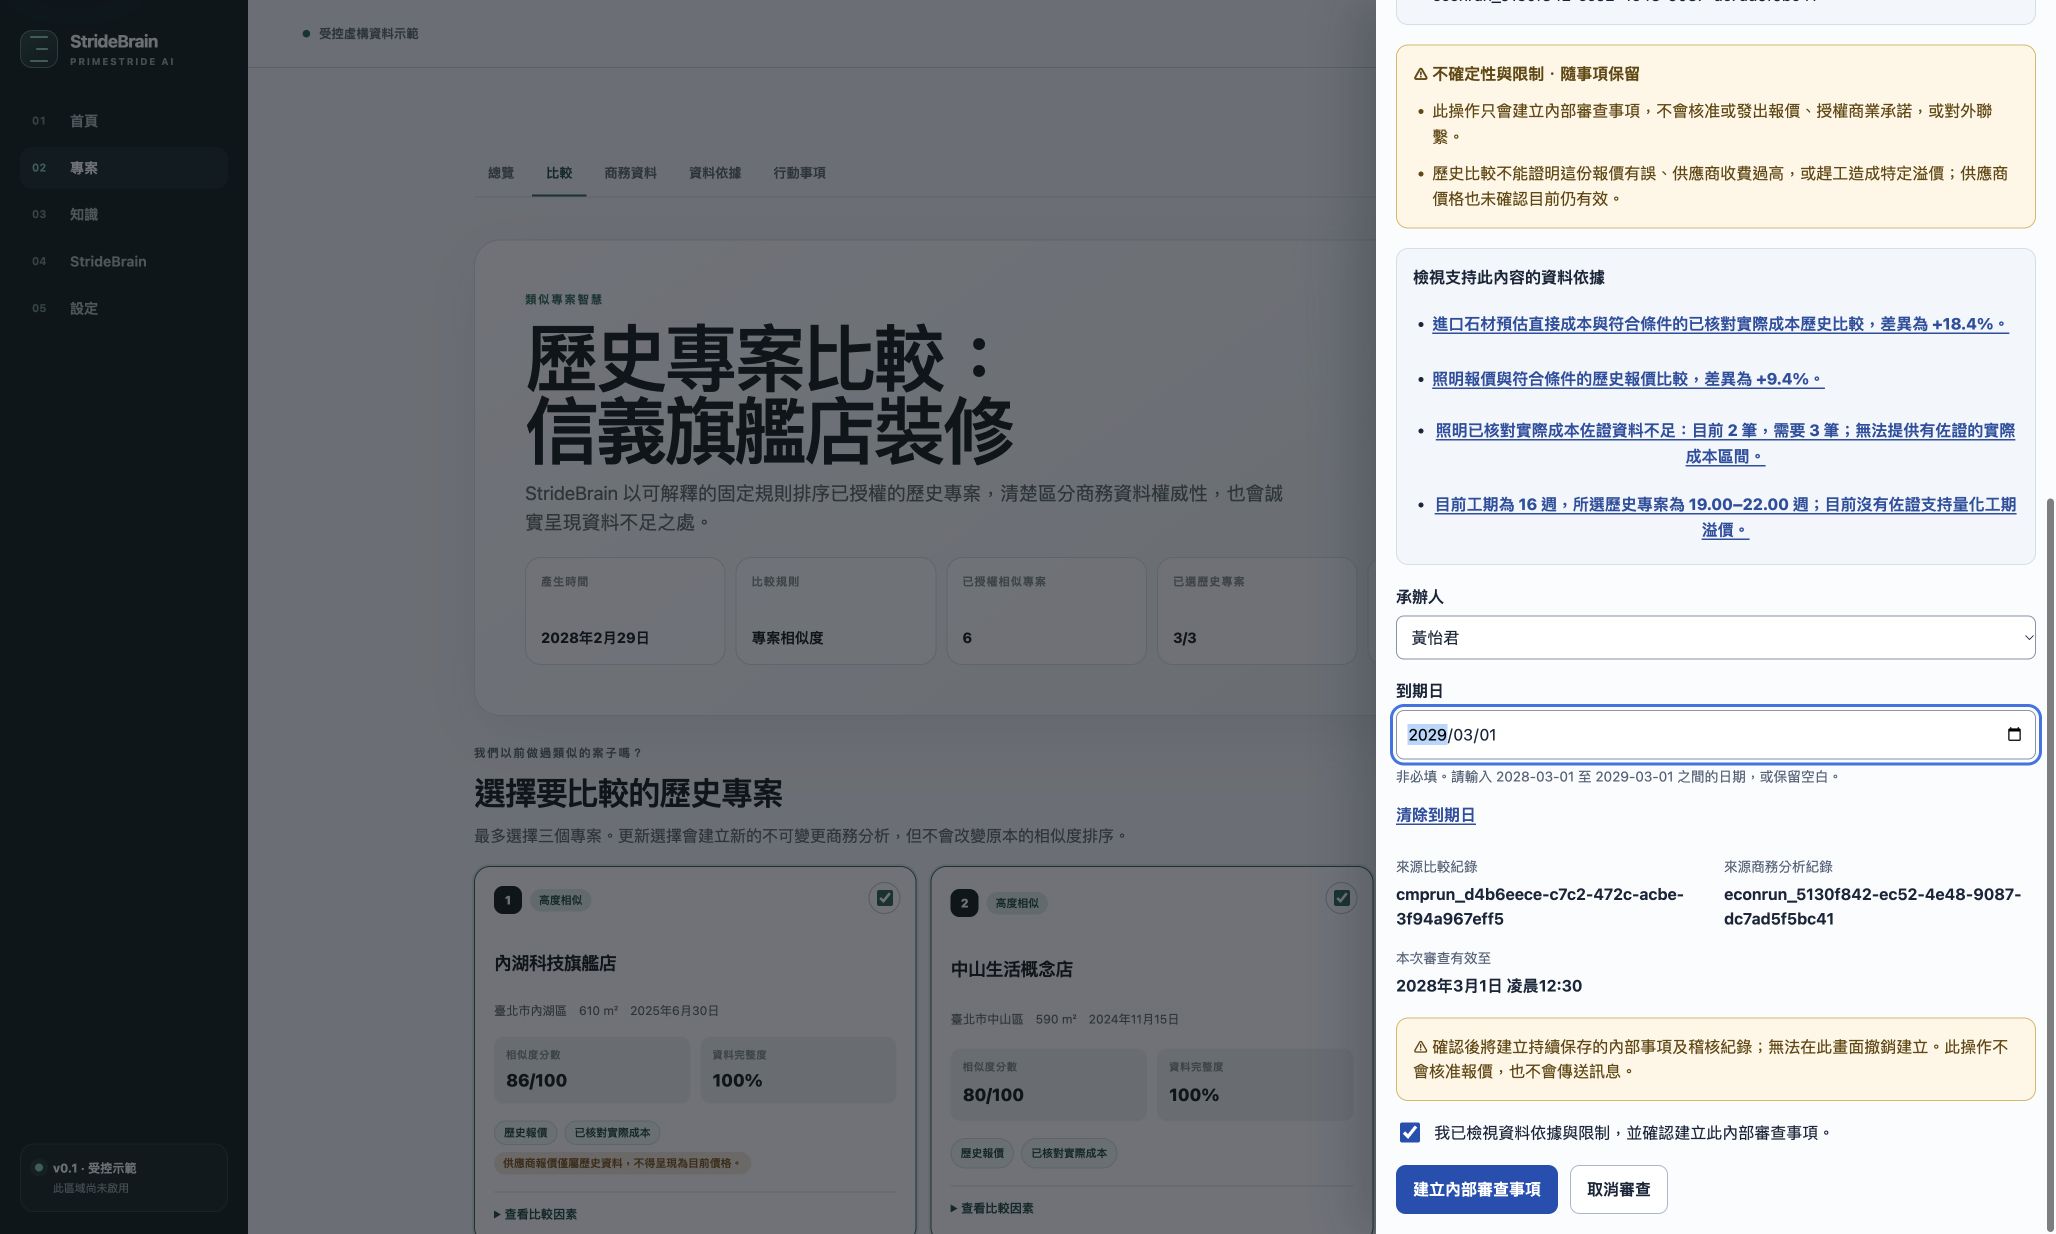 StrideBrain
PRIMESTRIDE AI
01 首頁
02 專案
03 知識
04 StrideBrain
05 設定
v0.1 · 受控示範
此區域尚未啟用
受控虛構資料示範
總覽 比較 商務資料 資料依據 行動事項
類似專案智慧
歷史專案比較：
信義旗艦店裝修
StrideBrain 以可解釋的固定規則排序已授權的歷史專案，清楚區分商務資料權威性，也會誠
實呈現資料不足之處。
產生時間
2028年2月29日
比較規則
專案相似度
已授權相似專案
6
已選歷史專案
3/3
我們以前做過類似的案子嗎？
選擇要比較的歷史專案
最多選擇三個專案。更新選擇會建立新的不可變更商務分析，但不會改變原本的相似度排序。
1 高度相似
內湖科技旗艦店
臺北市內湖區 610 m² 2025年6月30日
相似度分數
86/100
資料完整度
100%
歷史報價 已核對實際成本
供應商報價僅屬歷史資料，不得呈現為目前價格。
▸ 查看比較因素
2 高度相似
中山生活概念店
臺北市中山區 590 m² 2024年11月15日
相似度分數
80/100
資料完整度
100%
歷史報價 已核對實際成本
▸ 查看比較因素
⚠ 不確定性與限制 · 隨事項保留
• 此操作只會建立內部審查事項，不會核准或發出報價、授權商業承諾，或對外聯
繫。
• 歷史比較不能證明這份報價有誤、供應商收費過高，或趕工造成特定溢價；供應商
價格也未確認目前仍有效。
檢視支持此內容的資料依據
• 進口石材預估直接成本與符合條件的已核對實際成本歷史比較，差異為 +18.4%。
• 照明報價與符合條件的歷史報價比較，差異為 +9.4%。
• 照明已核對實際成本佐證資料不足：目前 2 筆，需要 3 筆；無法提供有佐證的實際
成本區間。
• 目前工期為 16 週，所選歷史專案為 19.00–22.00 週；目前沒有佐證支持量化工期
溢價。
承辦人
黃怡君
到期日
2029/03/01
非必填。請輸入 2028-03-01 至 2029-03-01 之間的日期，或保留空白。
清除到期日
來源比較紀錄
cmprun_d4b6eece-c7c2-472c-acbe-
3f94a967eff5
來源商務分析紀錄
econrun_5130f842-ec52-4e48-9087-
dc7ad5f5bc41
本次審查有效至
2028年3月1日 凌晨12:30
⚠ 確認後將建立持續保存的內部事項及稽核紀錄；無法在此畫面撤銷建立。此操作不
會核准報價，也不會傳送訊息。
我已檢視資料依據與限制，並確認建立此內部審查事項。
建立內部審查事項 取消審查